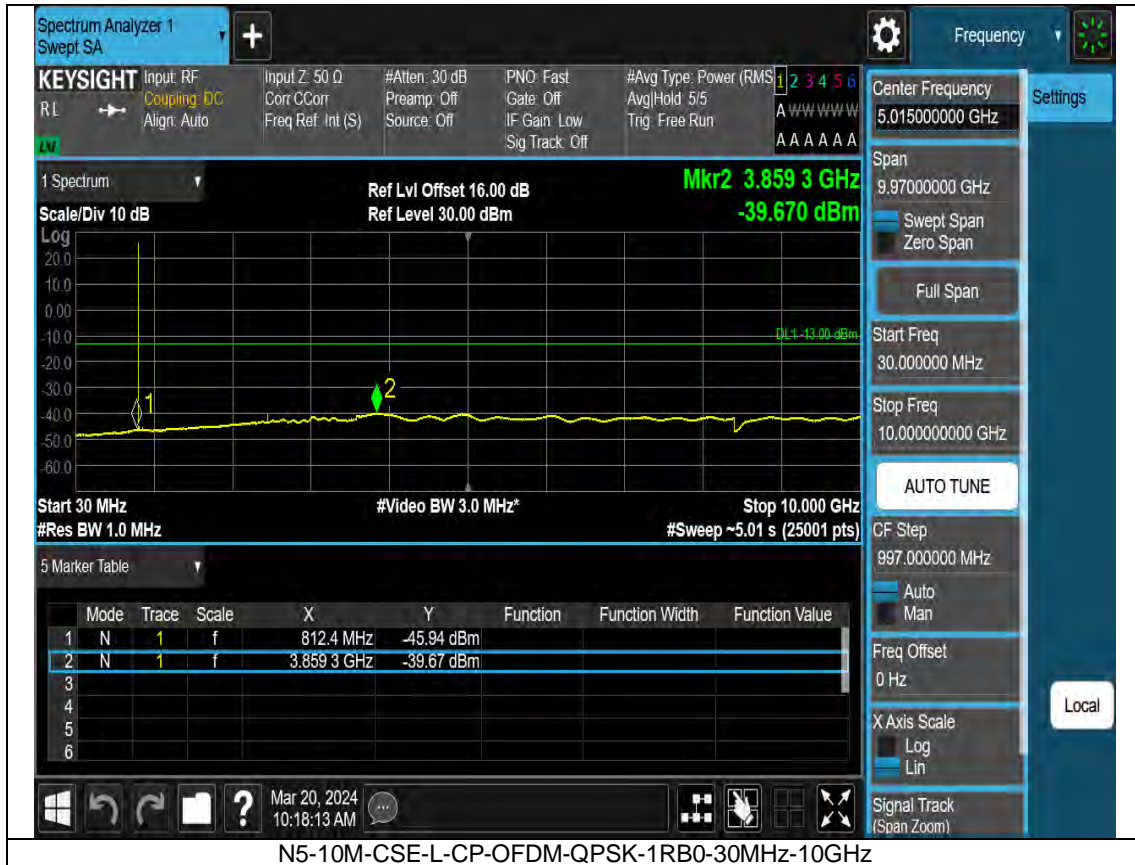 Spectrum Analyzer 1
Swept SA
Frequency
KEYSIGHT
RL
Input: RF
Coupling: DC
Align: Auto
Input Z: 50 Ω
Corr CCorr
Freq Ref: Int (S)
#Atten: 30 dB
Preamp: Off
Source: Off
PNO: Fast
Gate: Off
IF Gain: Low
Sig Track: Off
#Avg Type: Power (RMS
Avg|Hold: 5/5
Trig: Free Run
1 2 3 4 5 6
A W W W W W
A A A A A A
1 Spectrum
Scale/Div 10 dB
Ref Lvl Offset 16.00 dB
Ref Level 30.00 dBm
Mkr2 3.859 3 GHz
-39.670 dBm
Log
20.0
10.0
0.00
-10.0
-20.0
-30.0
-40.0
-50.0
-60.0
DL1 -13.00 dBm
1
2
Start 30 MHz
#Video BW 3.0 MHz*
Stop 10.000 GHz
#Res BW 1.0 MHz
#Sweep ~5.01 s (25001 pts)
5 Marker Table
Mode Trace Scale X Y Function Function Width Function Value
1 N 1 f 812.4 MHz -45.94 dBm
2 N 1 f 3.859 3 GHz -39.67 dBm
3
4
5
6
Mar 20, 2024
10:18:13 AM
Center Frequency
5.015000000 GHz
Settings
Span
9.97000000 GHz
Swept Span
Zero Span
Full Span
Start Freq
30.000000 MHz
Stop Freq
10.000000000 GHz
AUTO TUNE
CF Step
997.000000 MHz
Auto
Man
Freq Offset
0 Hz
X Axis Scale
Log
Lin
Local
Signal Track
(Span Zoom)
N5-10M-CSE-L-CP-OFDM-QPSK-1RB0-30MHz-10GHz